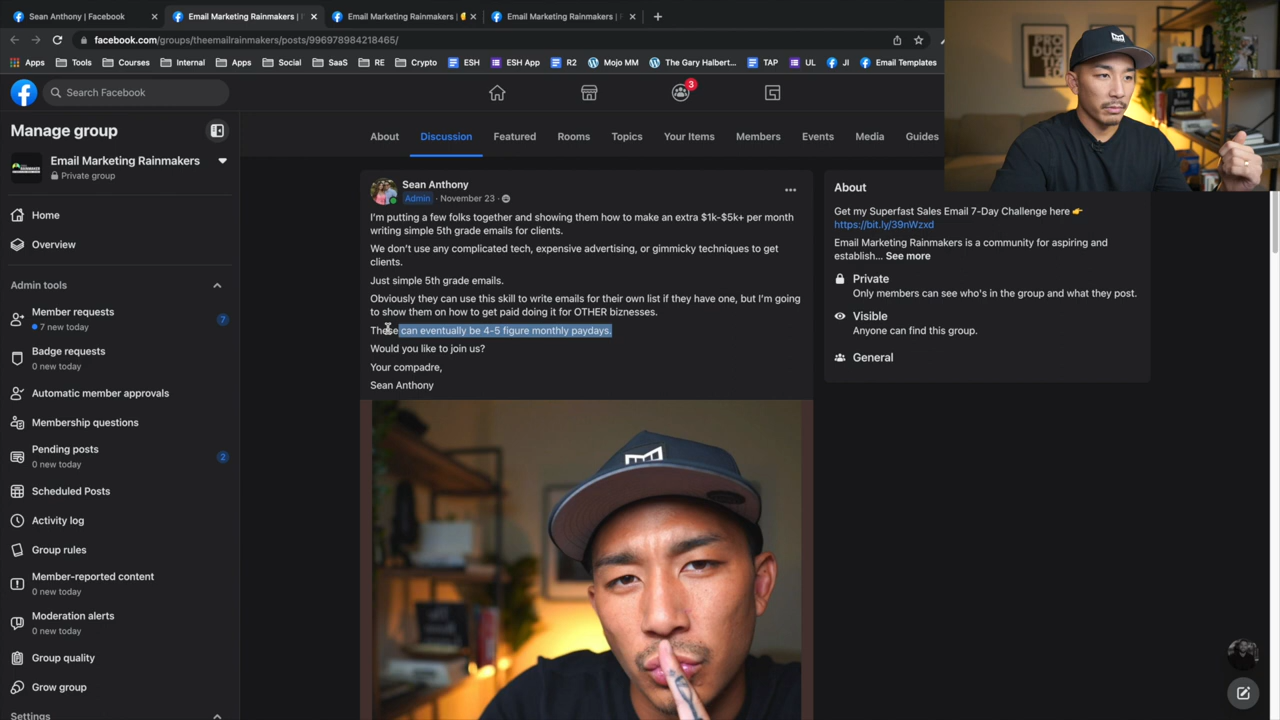 Sean Anthony | Facebook
Email Marketing Rainmakers |
Email Marketing Rainmakers |
Email Marketing Rainmakers |
facebook.com/groups/theemailrainmakers/posts/996978984218465/
Apps
Tools
Courses
Internal
Apps
Social
SaaS
RE
Crypto
ESH
ESH App
R2
Mojo MM
The Gary Halbert...
TAP
UL
JI
Email Templates
Search Facebook
3
Manage group
Email Marketing Rainmakers
Private group
Home
Overview
Admin tools
Member requests
7 new today
7
Badge requests
0 new today
Automatic member approvals
Membership questions
Pending posts
0 new today
2
Scheduled Posts
Activity log
Group rules
Member-reported content
0 new today
Moderation alerts
0 new today
Group quality
Grow group
Settings
About
Discussion
Featured
Rooms
Topics
Your Items
Members
Events
Media
Guides
Sean Anthony
Admin · November 23 ·
I'm putting a few folks together and showing them how to make an extra $1k-$5k+ per month
writing simple 5th grade emails for clients.
We don't use any complicated tech, expensive advertising, or gimmicky techniques to get
clients.
Just simple 5th grade emails.
Obviously they can use this skill to write emails for their own list if they have one, but I'm going
to show them on how to get paid doing it for OTHER biznesses.
These can eventually be 4-5 figure monthly paydays.
Would you like to join us?
Your compadre,
Sean Anthony
About
Get my Superfast Sales Email 7-Day Challenge here 👉
https://bit.ly/39nWzxd
Email Marketing Rainmakers is a community for aspiring and
establish... See more
Private
Only members can see who's in the group and what they post.
Visible
Anyone can find this group.
General